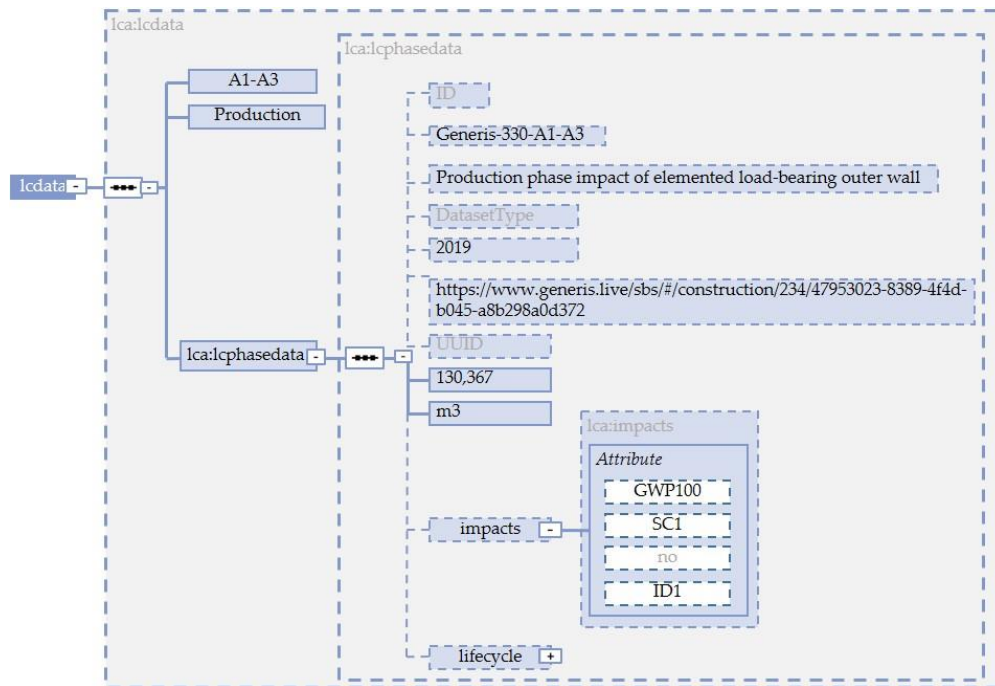 lca:lcdata
lca:lcphasedata
A1-A3
Production
ID
Generis-330-A1-A3
Production phase impact of elemented load-bearing outer wall
lcdata
DatasetType
2019
https://www.generis.live/sbs/#/construction/234/47953023-8389-4f4d-
b045-a8b298a0d372
UUID
lca:lcphasedata
130,367
m3
lca:impacts
Attribute
GWP100
SC1
impacts
no
ID1
lifecycle